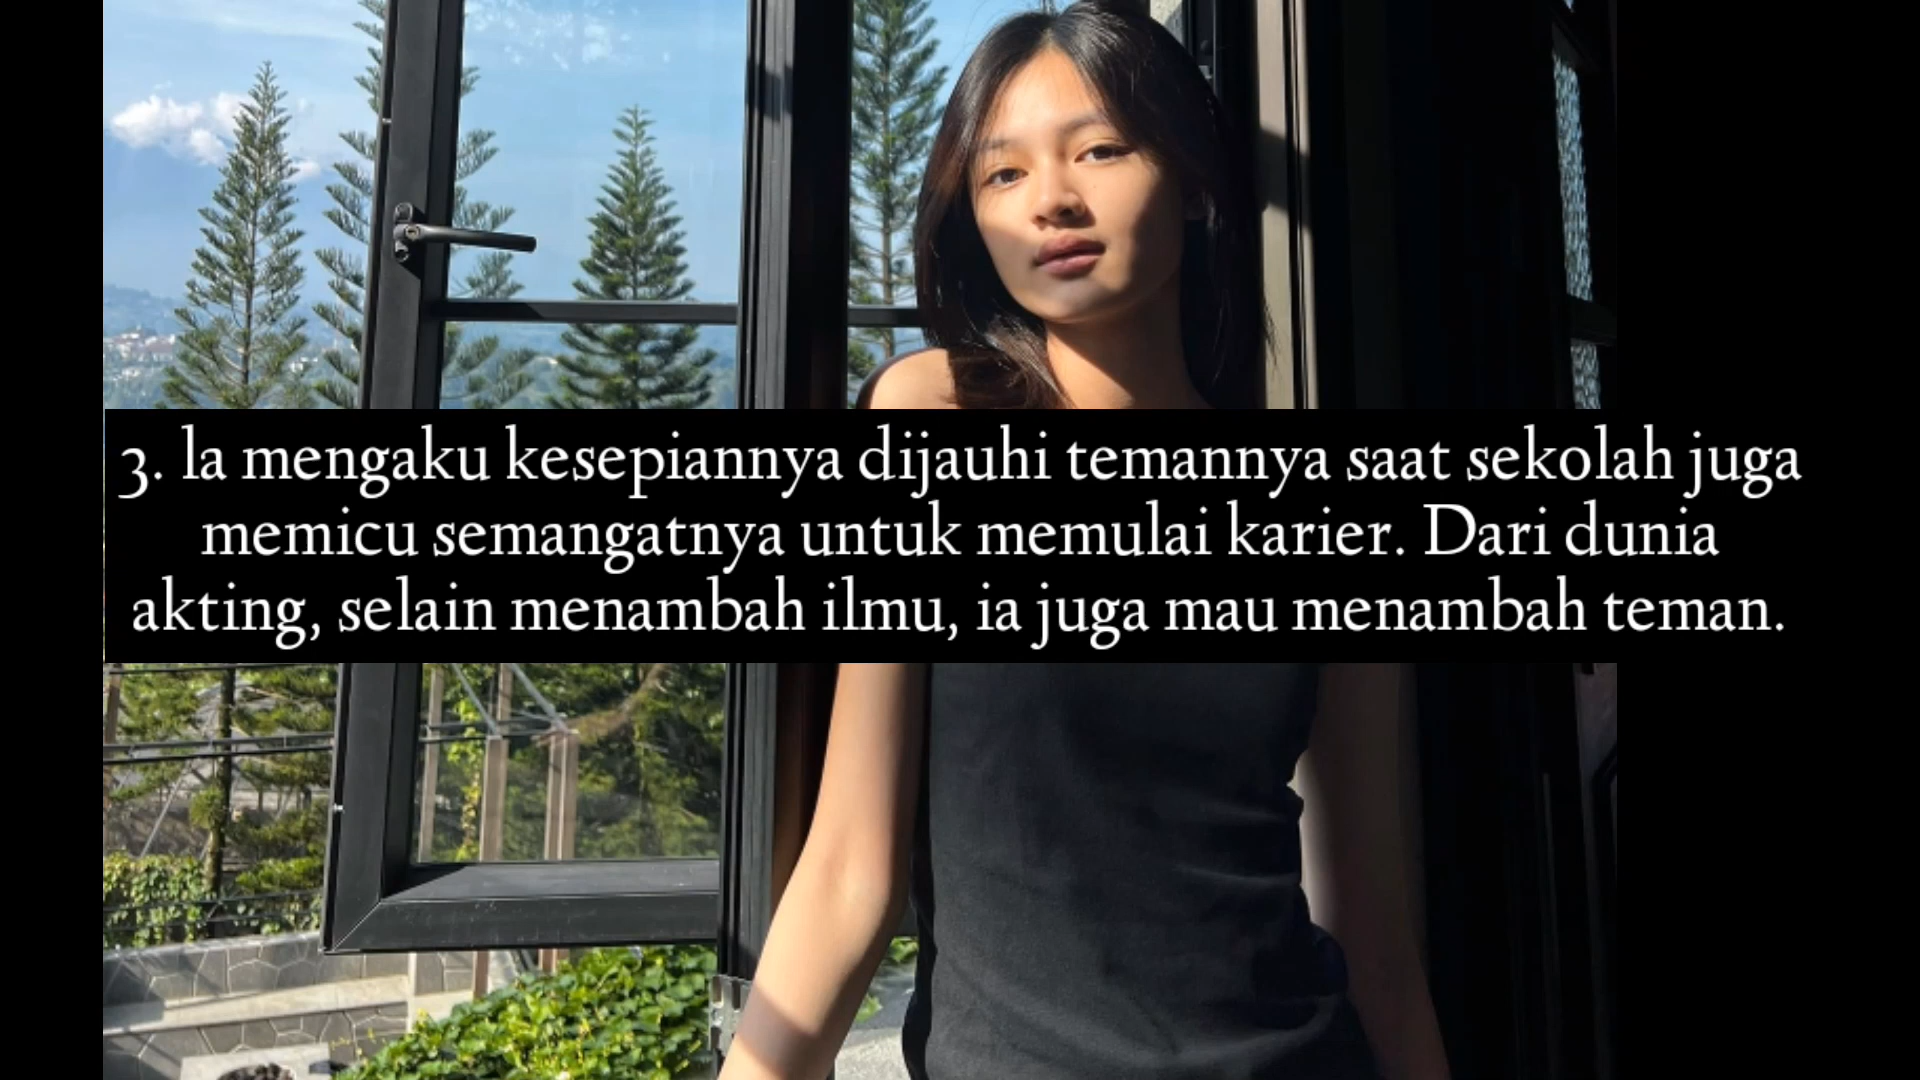 3. la mengaku kesepiannya dijauhi temannya saat sekolah juga
memicu semangatnya untuk memulai karier. Dari dunia
akting, selain menambah ilmu, ia juga mau menambah teman.